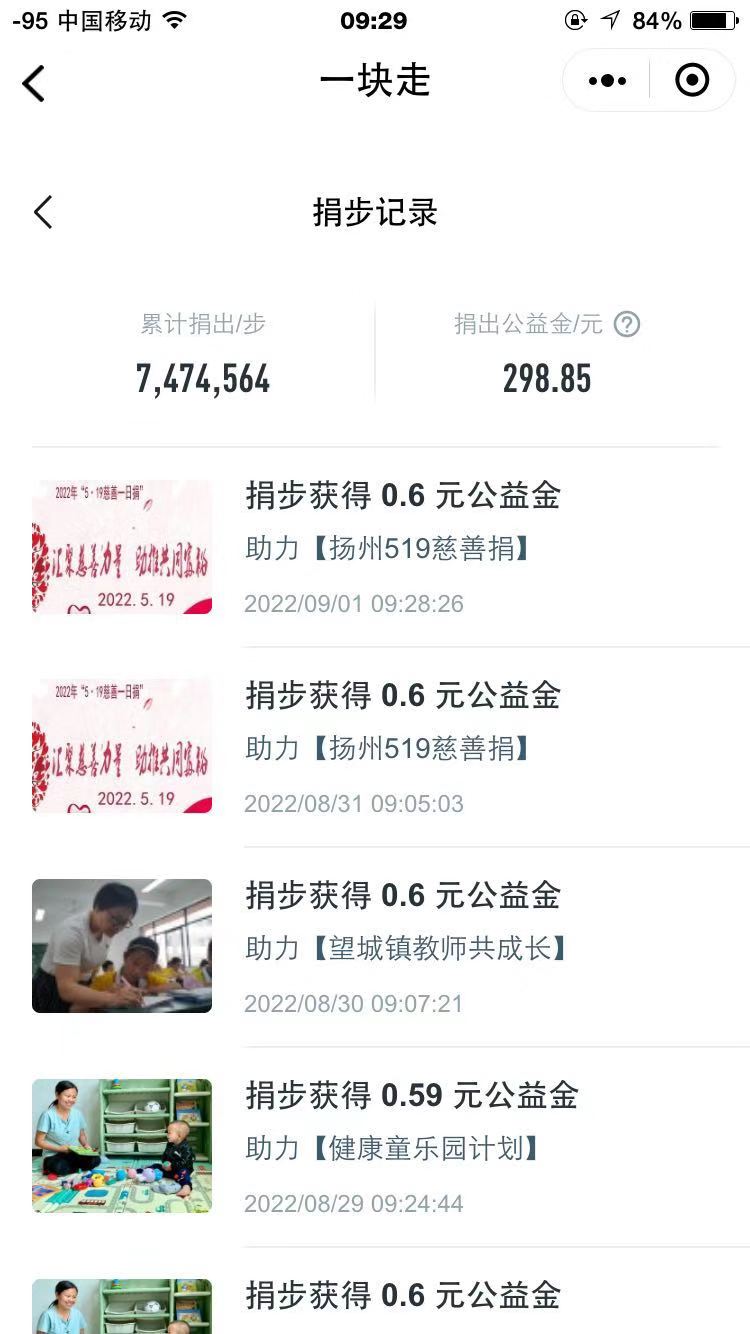 -95 中国移动 09:29 84%
一块走
捐步记录
累计捐出/步 捐出公益金/元 ?
7,474,564 298.85
2022年“5·19慈善一日捐”
汇聚慈善力量 助推共同富裕
2022.5.19
捐步获得 0.6 元公益金
助力【扬州519慈善捐】
2022/09/01 09:28:26
2022年“5·19慈善一日捐”
汇聚慈善力量 助推共同富裕
2022.5.19
捐步获得 0.6 元公益金
助力【扬州519慈善捐】
2022/08/31 09:05:03
捐步获得 0.6 元公益金
助力【望城镇教师共成长】
2022/08/30 09:07:21
捐步获得 0.59 元公益金
助力【健康童乐园计划】
2022/08/29 09:24:44
捐步获得 0.6 元公益金